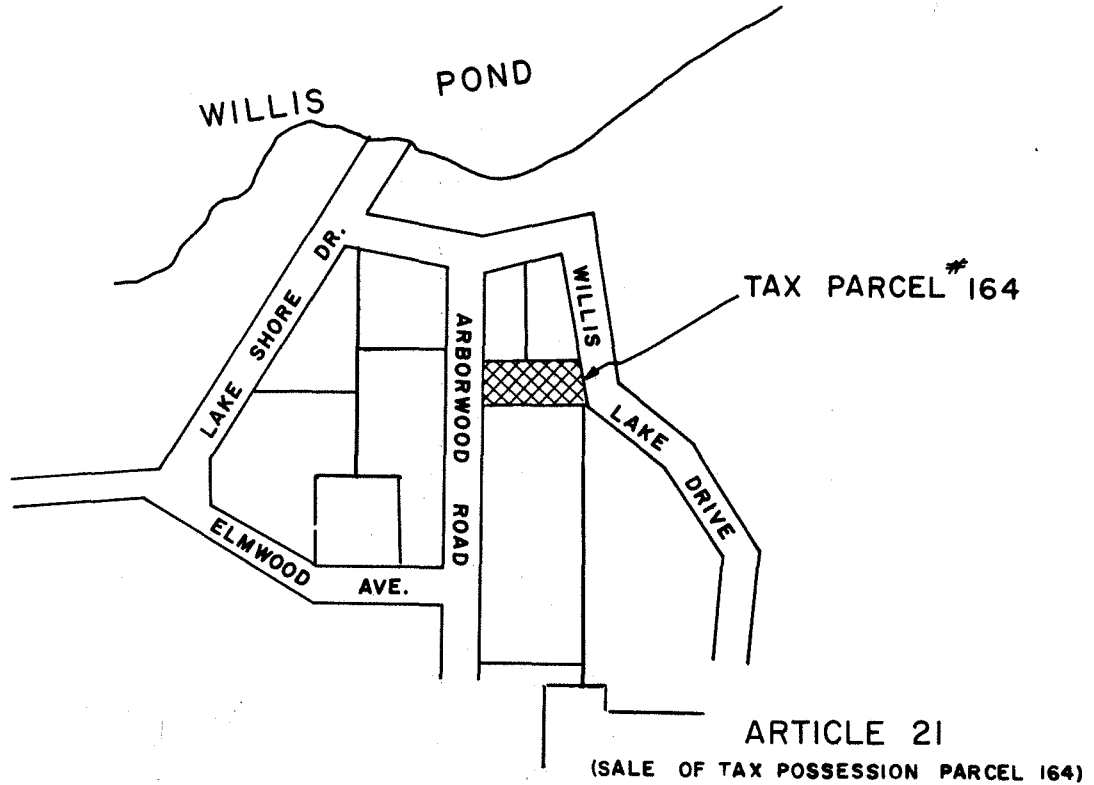 WILLIS POND
LAKE SHORE DR.
WILLIS LAKE DRIVE
TAX PARCEL #164
ARBORWOOD ROAD
ELMWOOD AVE.
ARTICLE 21
(SALE OF TAX POSSESSION PARCEL 164)